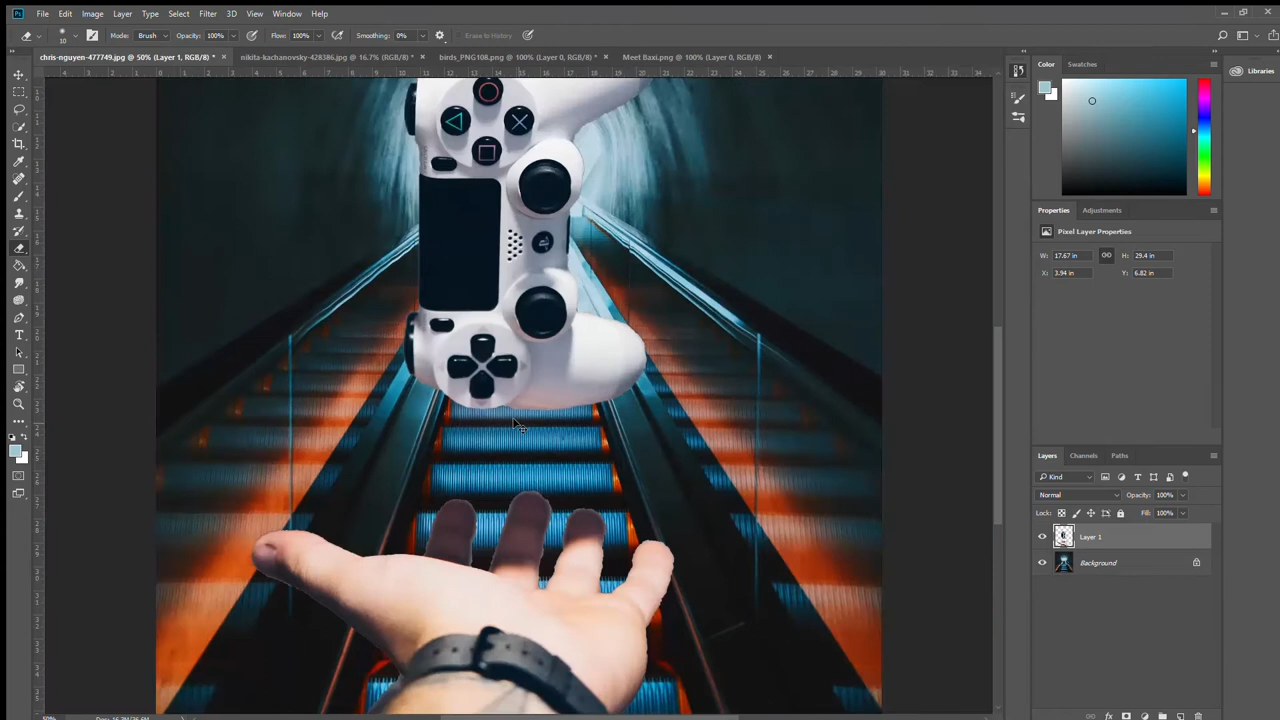 Ps File Edit Image Layer Type Select Filter 3D View Window Help
10 Mode: Brush Opacity: 100% Flow: 100% Smoothing: 0% Erase to History
chris-nguyen-477749.jpg @ 50% (Layer 1, RGB/8) * × nikita-kachanovsky-428386.jpg @ 16.7% (RGB/8) * × birds_PNG108.png @ 100% (Layer 0, RGB/8) * × Meet Baxi.png @ 100% (Layer 0, RGB/8) ×
Color Swatches
Libraries
Properties Adjustments
Pixel Layer Properties
W: 17.67 in H: 29.4 in
X: 3.94 in Y: 6.82 in
Layers Channels Paths
Kind
Normal Opacity: 100%
Lock: Fill: 100%
Layer 1
Background
fx
50%